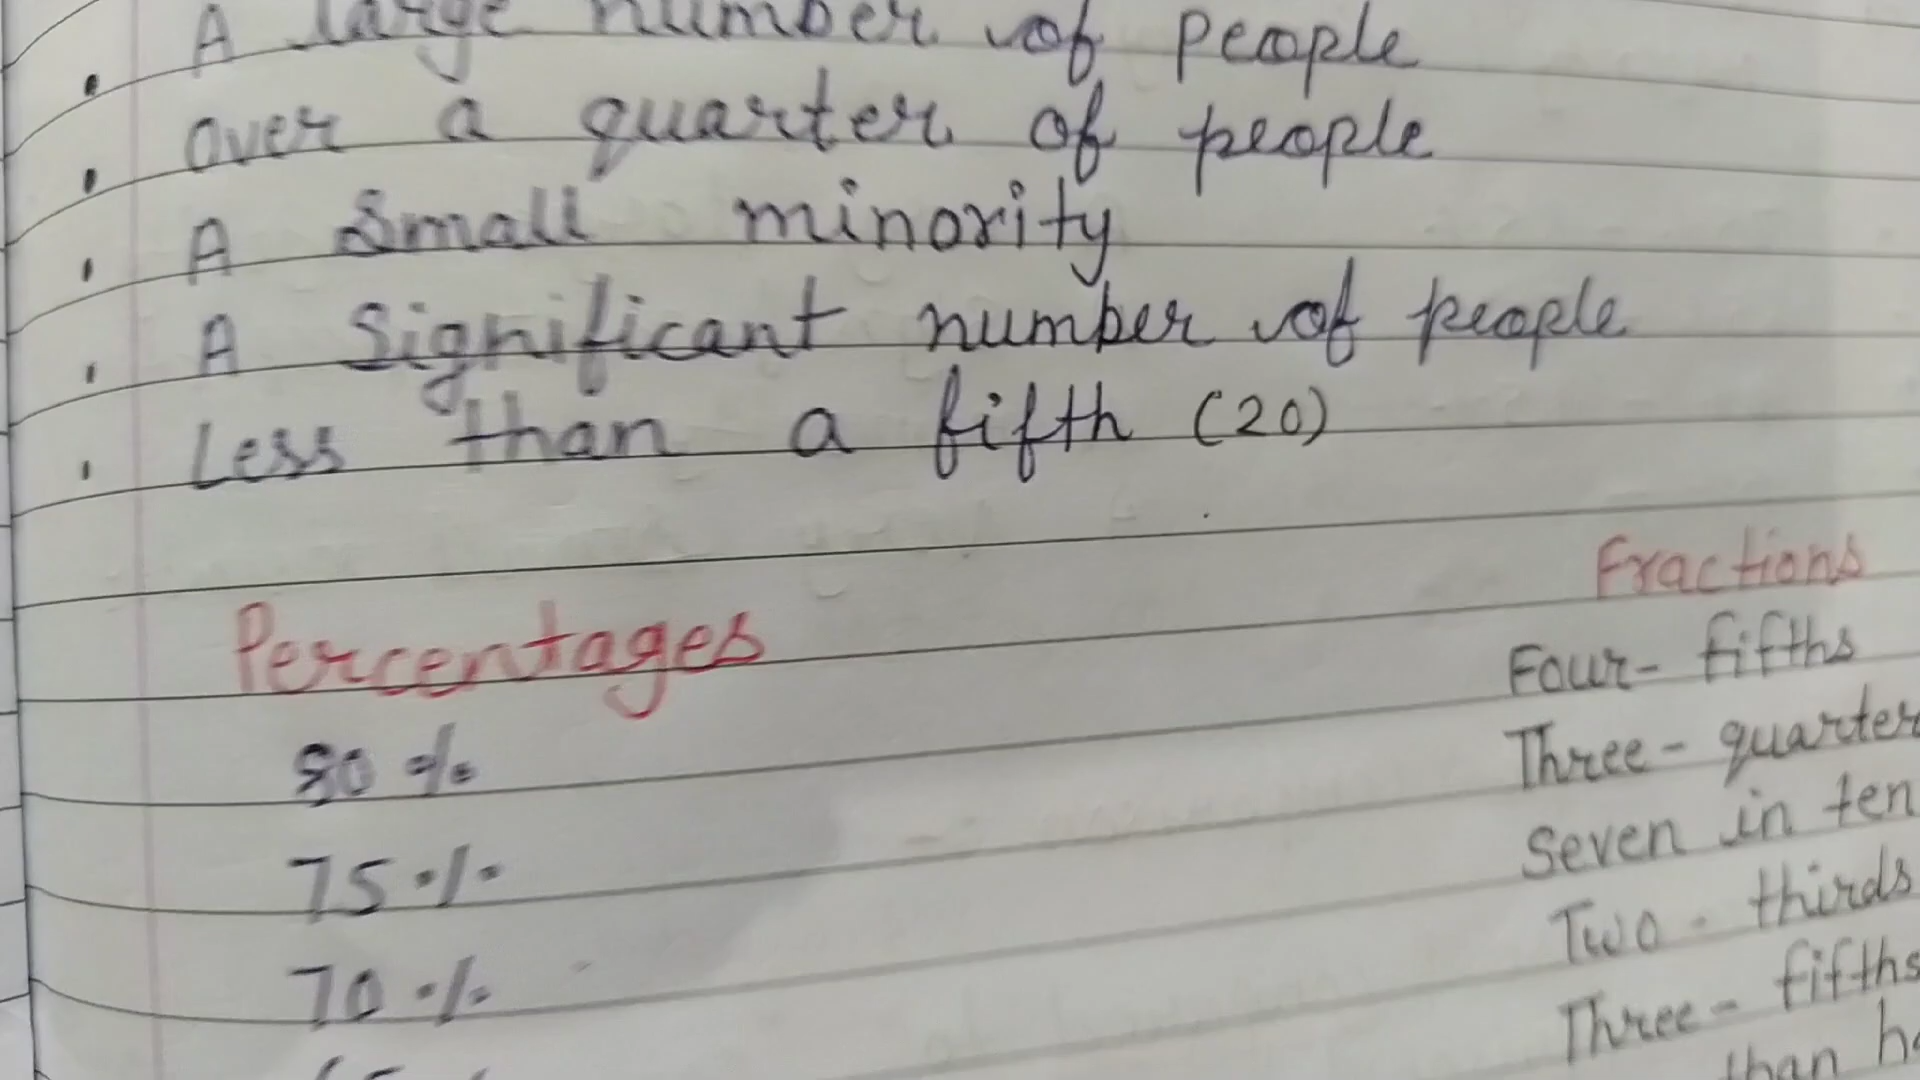 A large number of people
• Over a quarter of people
• A small minority
• A significant number of people
• Less than a fifth (20)
Percentages Fractions
80% Four-fifths
75% Three-quarter
70% Seven in ten
Two-thirds
Three-fifths
than